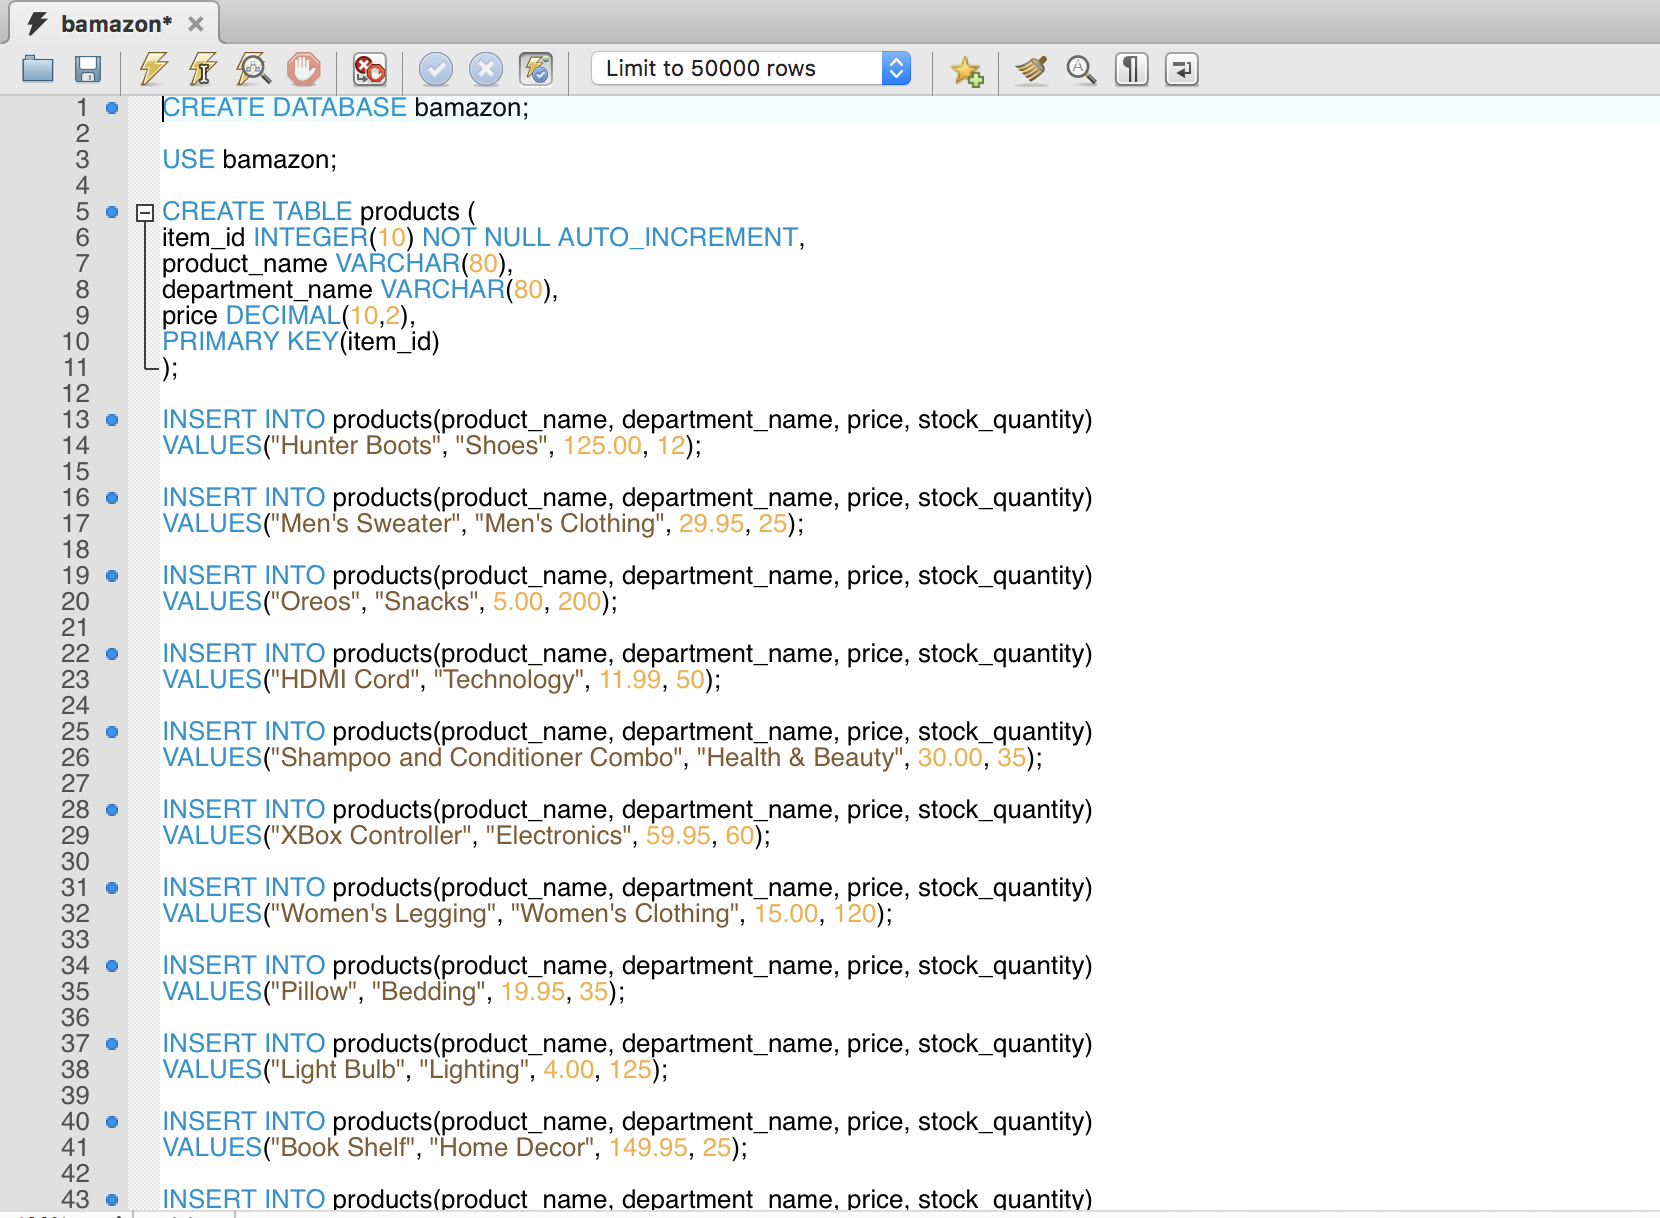 bamazon*
Limit to 50000 rows
1 CREATE DATABASE bamazon;
2
3 USE bamazon;
4
5 CREATE TABLE products (
6 item_id INTEGER(10) NOT NULL AUTO_INCREMENT,
7 product_name VARCHAR(80),
8 department_name VARCHAR(80),
9 price DECIMAL(10,2),
10 PRIMARY KEY(item_id)
11 );
12
13 INSERT INTO products(product_name, department_name, price, stock_quantity)
14 VALUES("Hunter Boots", "Shoes", 125.00, 12);
15
16 INSERT INTO products(product_name, department_name, price, stock_quantity)
17 VALUES("Men's Sweater", "Men's Clothing", 29.95, 25);
18
19 INSERT INTO products(product_name, department_name, price, stock_quantity)
20 VALUES("Oreos", "Snacks", 5.00, 200);
21
22 INSERT INTO products(product_name, department_name, price, stock_quantity)
23 VALUES("HDMI Cord", "Technology", 11.99, 50);
24
25 INSERT INTO products(product_name, department_name, price, stock_quantity)
26 VALUES("Shampoo and Conditioner Combo", "Health & Beauty", 30.00, 35);
27
28 INSERT INTO products(product_name, department_name, price, stock_quantity)
29 VALUES("XBox Controller", "Electronics", 59.95, 60);
30
31 INSERT INTO products(product_name, department_name, price, stock_quantity)
32 VALUES("Women's Legging", "Women's Clothing", 15.00, 120);
33
34 INSERT INTO products(product_name, department_name, price, stock_quantity)
35 VALUES("Pillow", "Bedding", 19.95, 35);
36
37 INSERT INTO products(product_name, department_name, price, stock_quantity)
38 VALUES("Light Bulb", "Lighting", 4.00, 125);
39
40 INSERT INTO products(product_name, department_name, price, stock_quantity)
41 VALUES("Book Shelf", "Home Decor", 149.95, 25);
42
43 INSERT INTO products(product_name, department_name, price, stock_quantity)